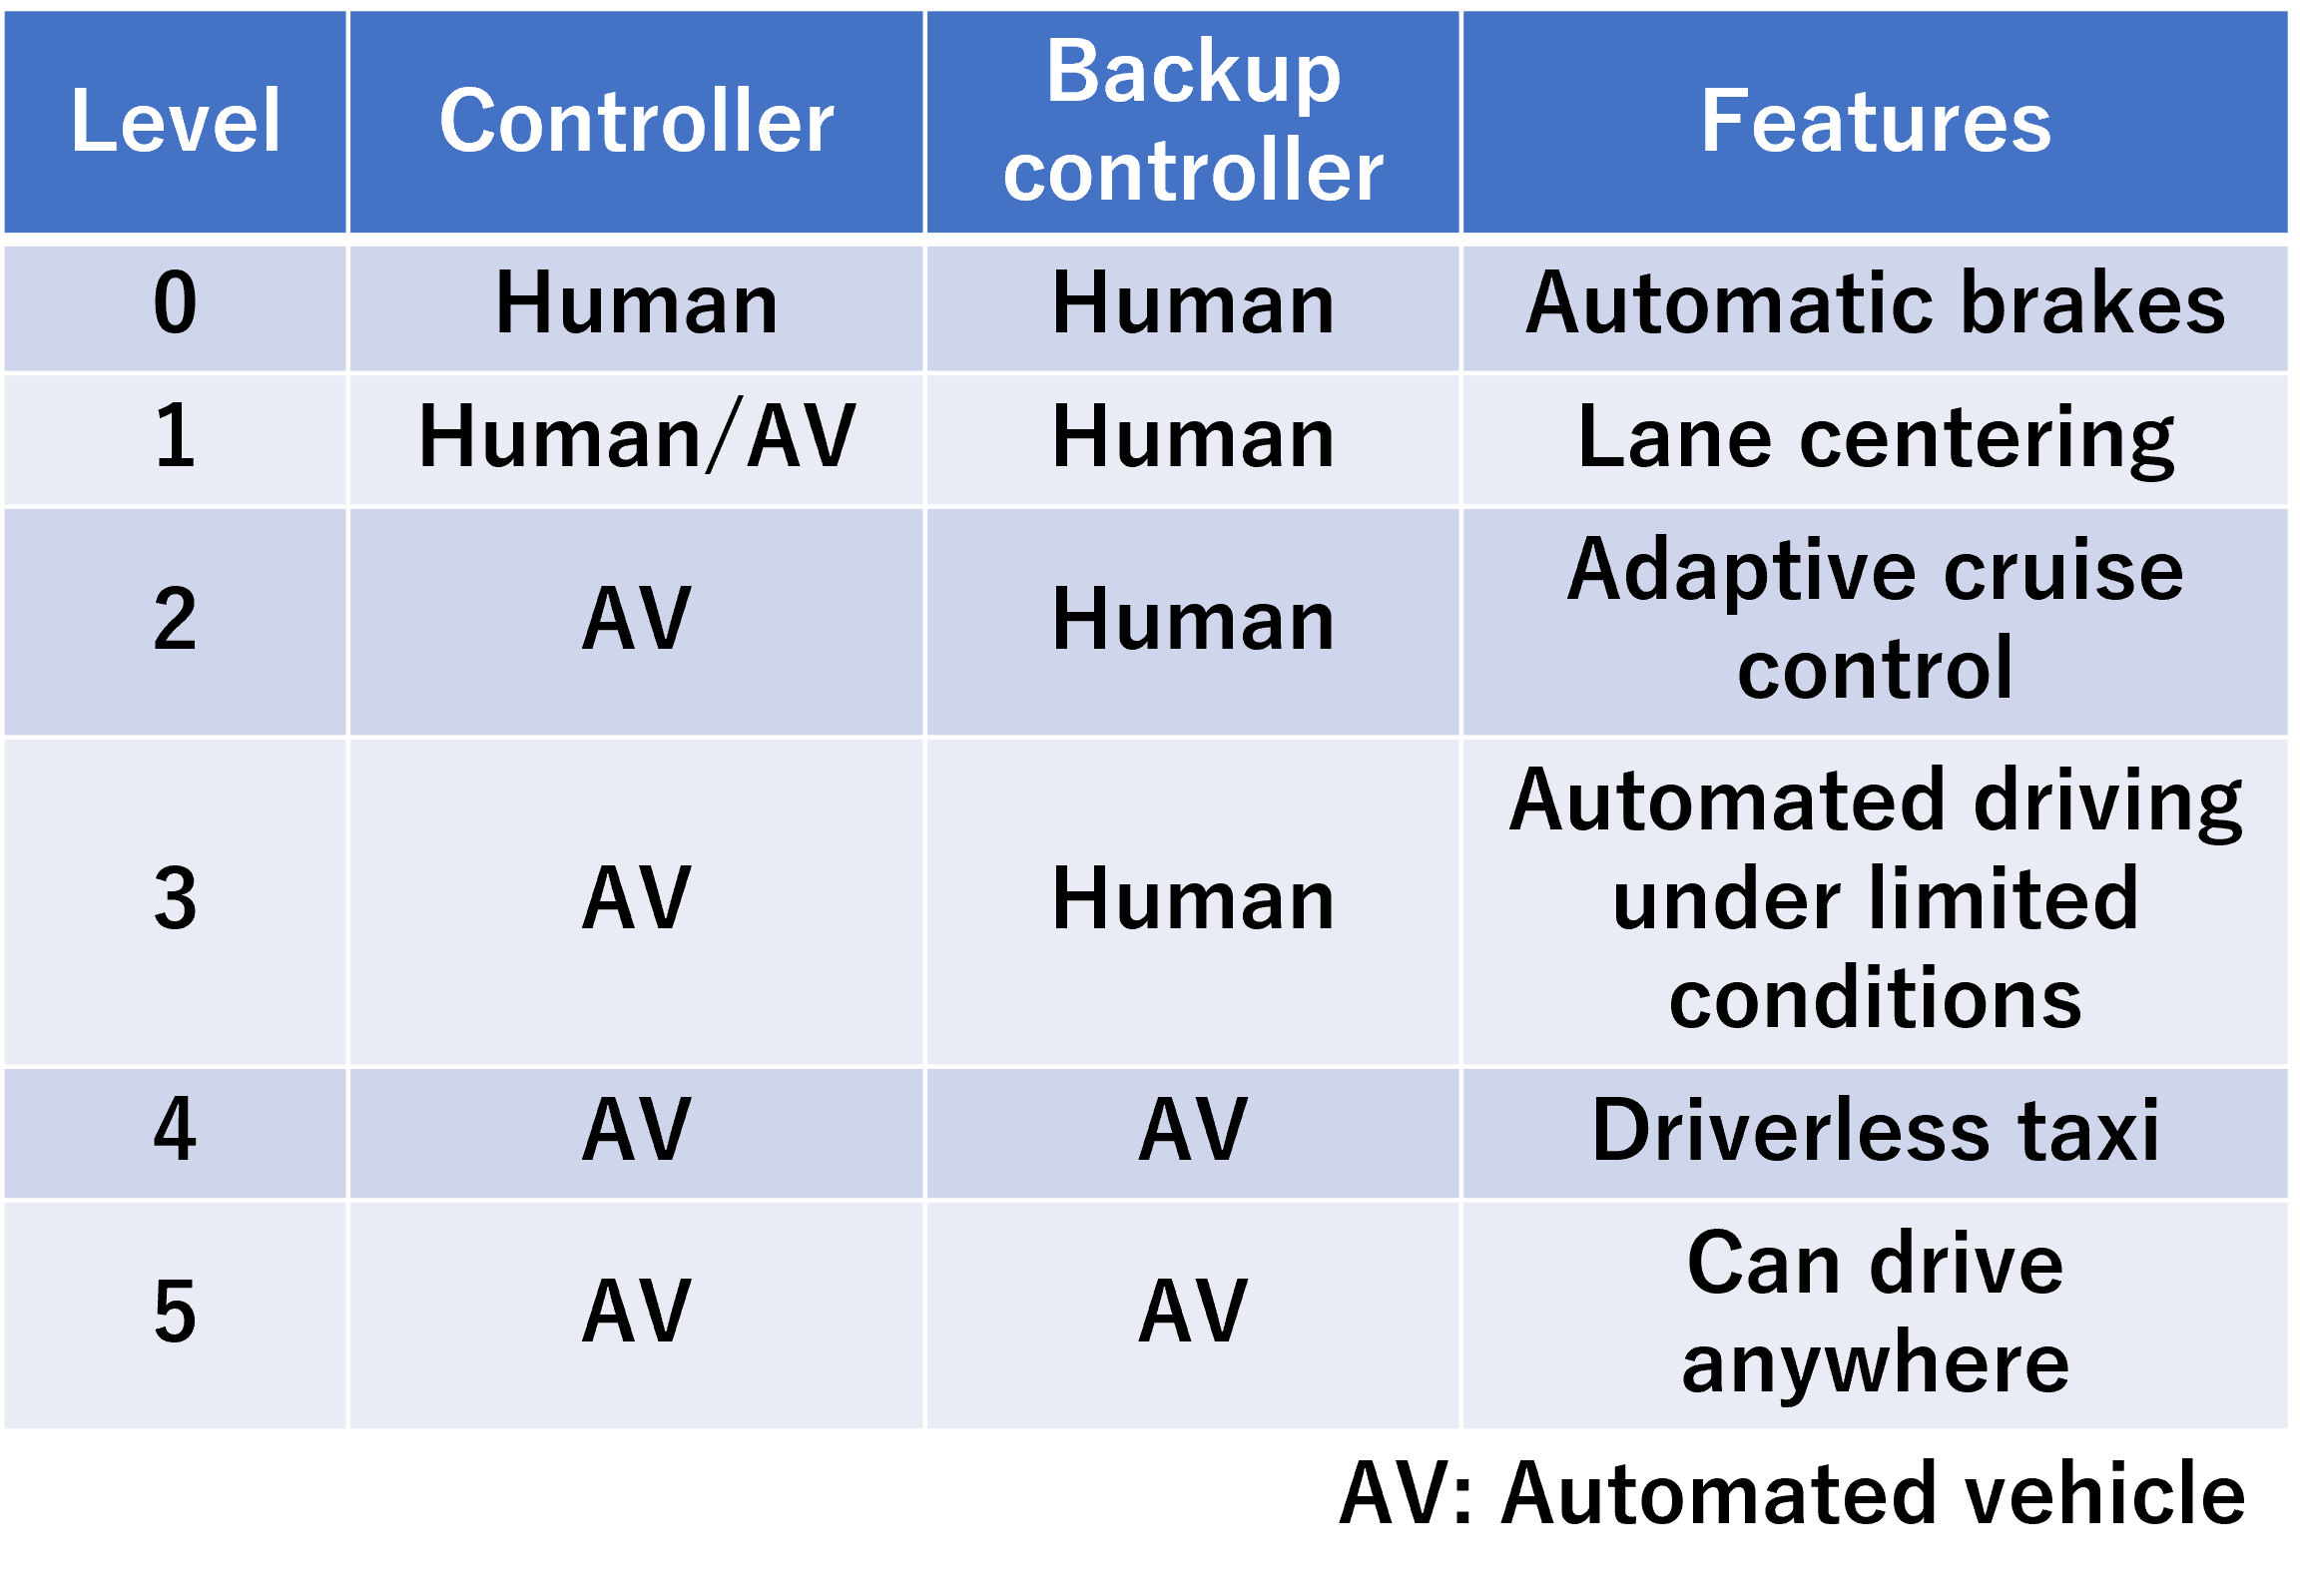 Level Controller Backup controller Features
0 Human Human Automatic brakes
1 Human/AV Human Lane centering
2 AV Human Adaptive cruise control
3 AV Human Automated driving under limited conditions
4 AV AV Driverless taxi
5 AV AV Can drive anywhere
AV: Automated vehicle